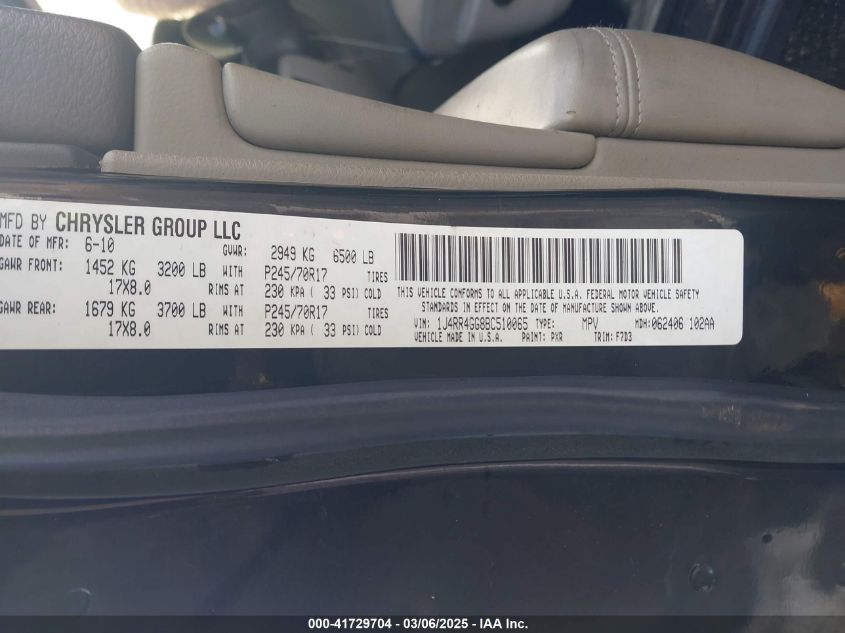 MFD BY CHRYSLER GROUP LLC
DATE OF MFR: 6-10 GVWR: 2949 KG 6500 LB
GAWR FRONT: 1452 KG 3200 LB WITH P245/70R17 TIRES
17X8.0 RIMS AT 230 KPA ( 33 PSI) COLD
GAWR REAR: 1679 KG 3700 LB WITH P245/70R17 TIRES
17X8.0 RIMS AT 230 KPA ( 33 PSI) COLD
THIS VEHICLE CONFORMS TO ALL APPLICABLE U.S.A. FEDERAL MOTOR VEHICLE SAFETY
STANDARDS IN EFFECT ON THE DATE OF MANUFACTURE SHOWN ABOVE.
VIN: 1J4RR4GG8BC510065 TYPE: MPV MDH: 062406 102AA
VEHICLE MADE IN U.S.A. PAINT: PKR TRIM: F7D3
000-41729704 - 03/06/2025 - IAA Inc.